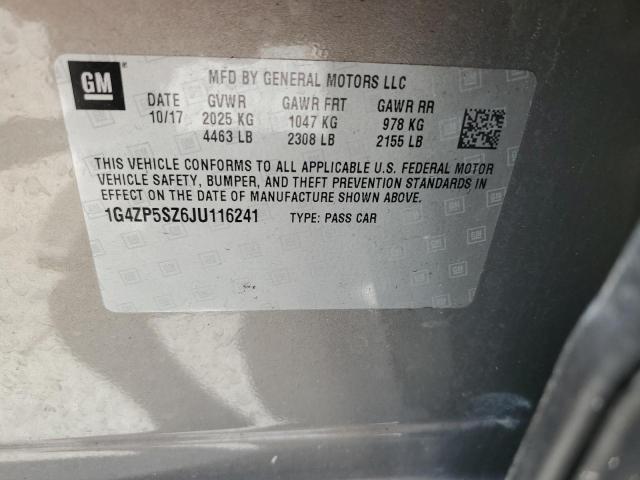 GM
MFD BY GENERAL MOTORS LLC
DATE GVWR GAWR FRT GAWR RR
10/17 2025 KG 1047 KG 978 KG
4463 LB 2308 LB 2155 LB
THIS VEHICLE CONFORMS TO ALL APPLICABLE U.S. FEDERAL MOTOR
VEHICLE SAFETY, BUMPER, AND THEFT PREVENTION STANDARDS IN
EFFECT ON THE DATE OF MANUFACTURE SHOWN ABOVE.
1G4ZP5SZ6JU116241 TYPE: PASS CAR